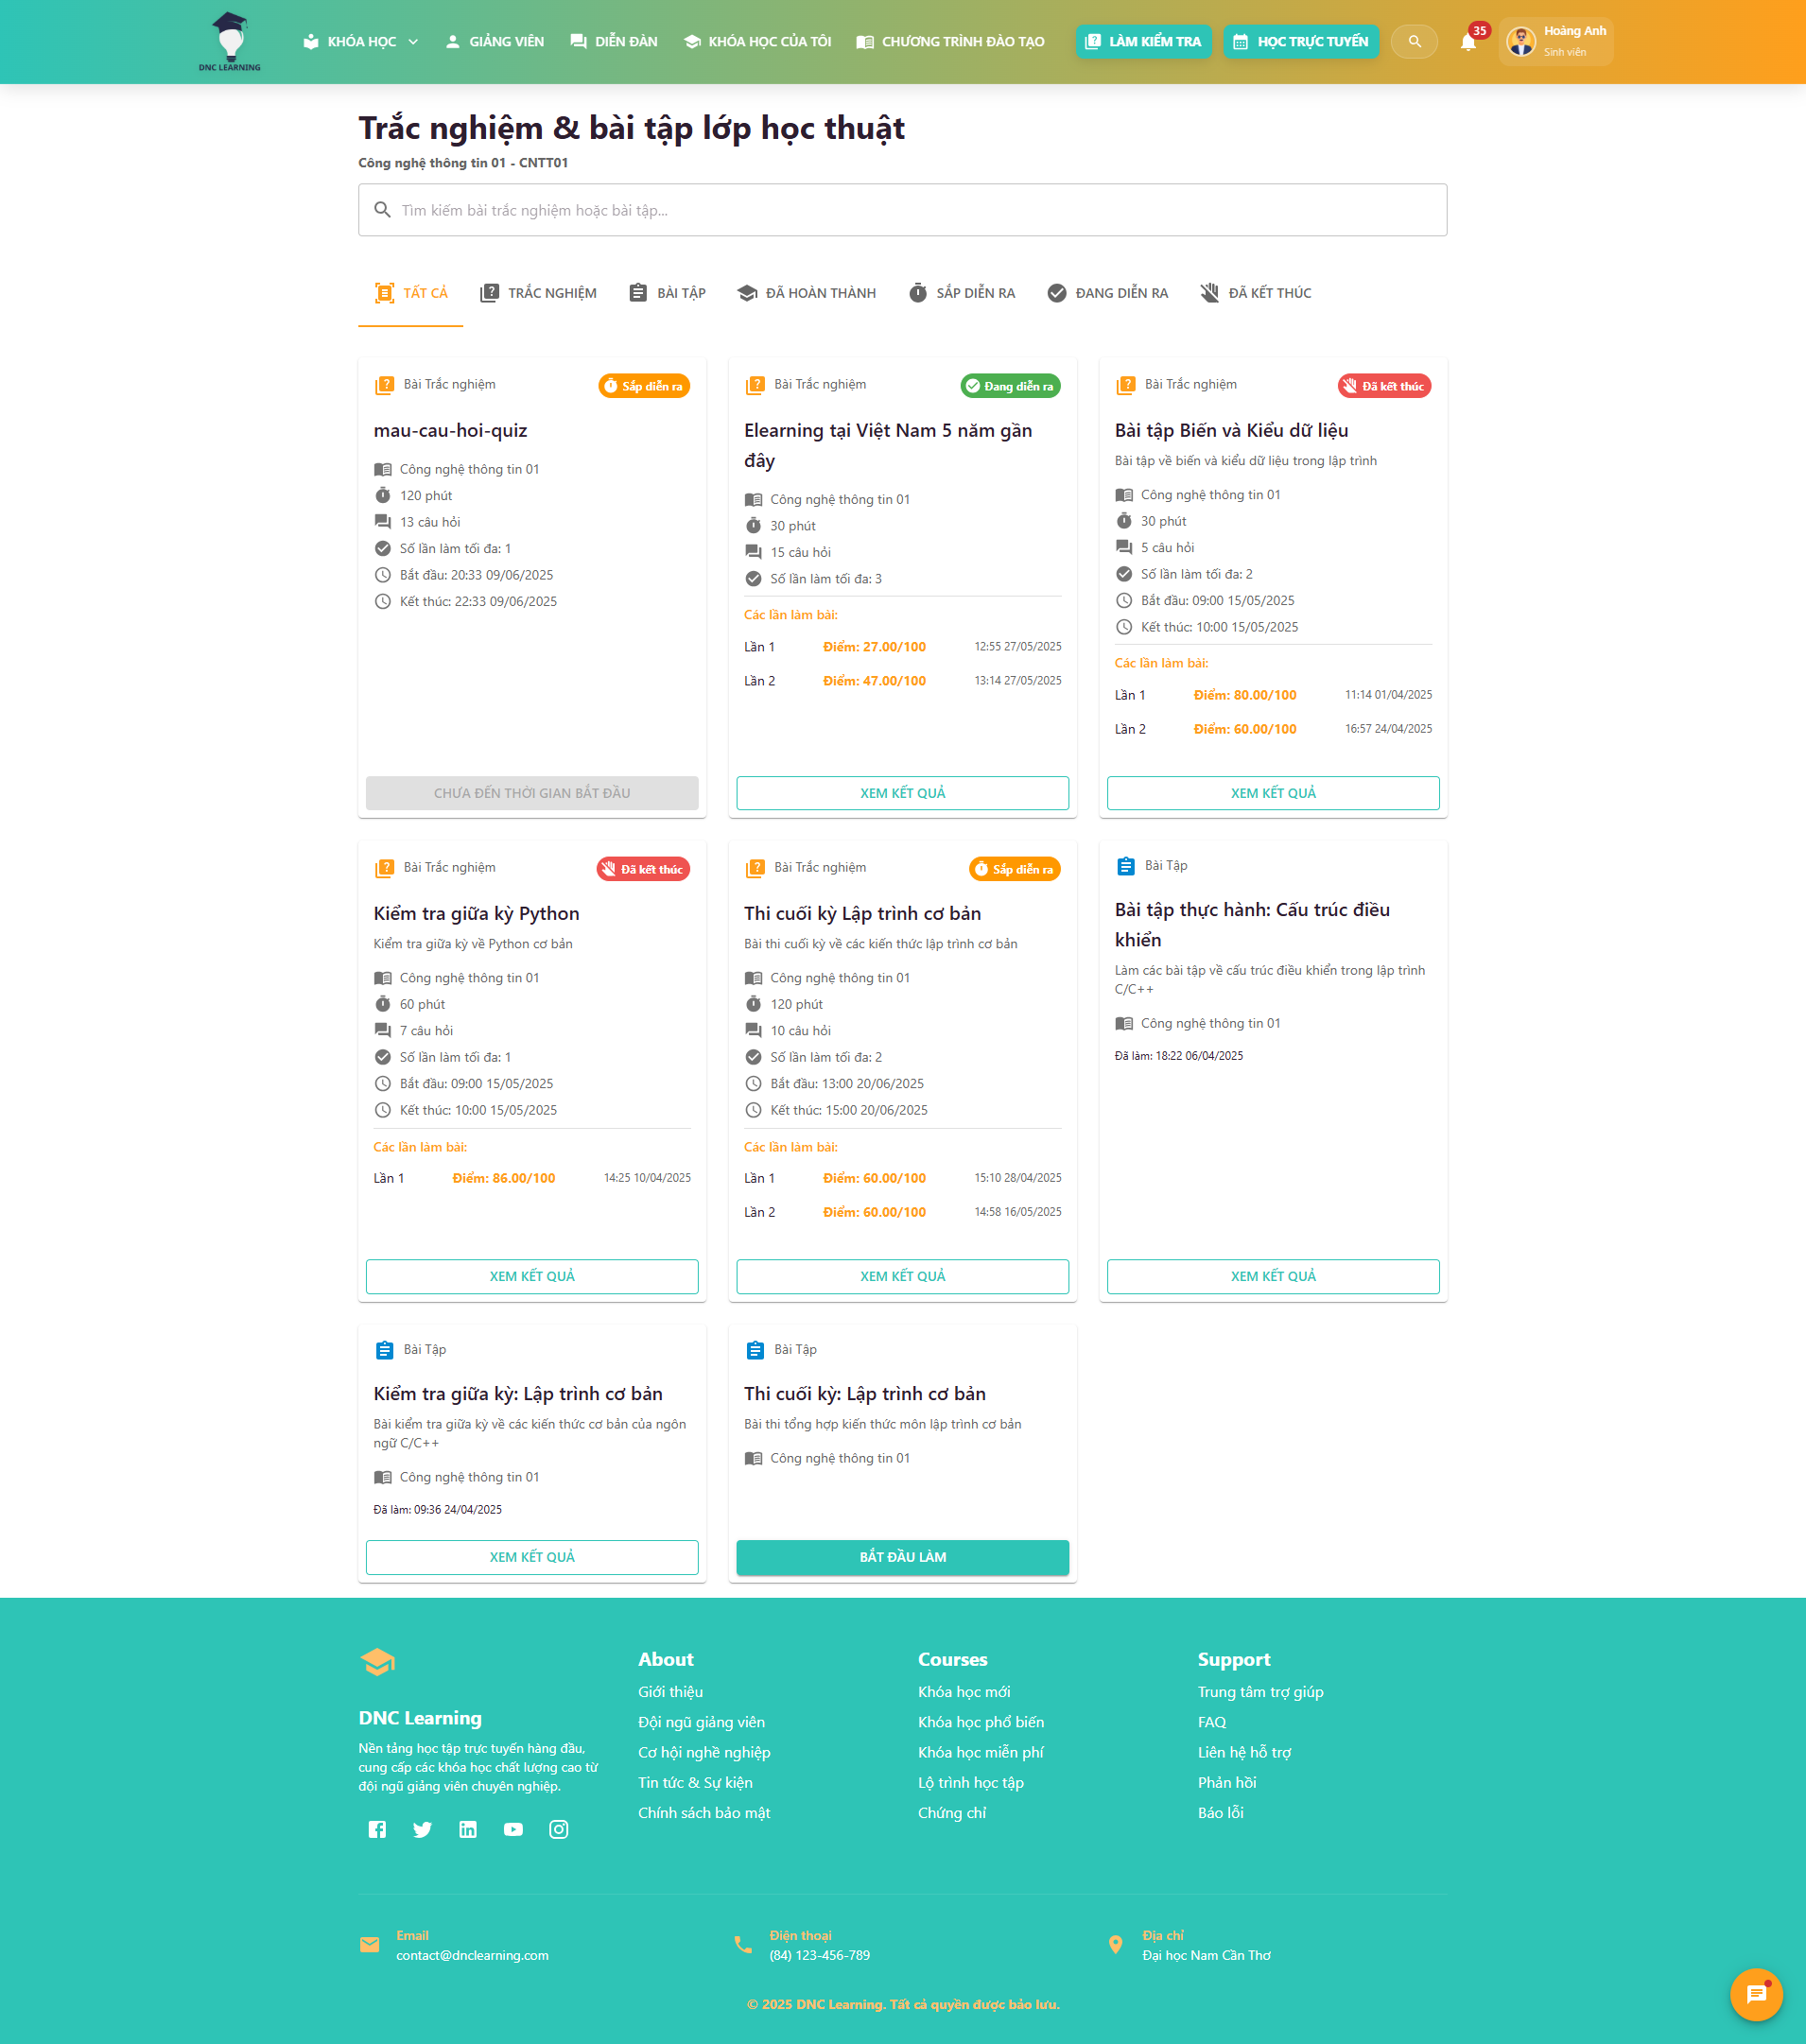 DNC LEARNING
KHÓA HỌC
GIẢNG VIÊN
DIỄN ĐÀN
KHÓA HỌC CỦA TÔI
CHƯƠNG TRÌNH ĐÀO TẠO
LÀM KIỂM TRA
HỌC TRỰC TUYẾN
35
Hoàng Anh
Sinh viên
Trắc nghiệm & bài tập lớp học thuật
Công nghệ thông tin 01 - CNTT01
Tìm kiếm bài trắc nghiệm hoặc bài tập...
TẤT CẢ
TRẮC NGHIỆM
BÀI TẬP
ĐÃ HOÀN THÀNH
SẮP DIỄN RA
ĐANG DIỄN RA
ĐÃ KẾT THÚC
Bài Trắc nghiệm
Sắp diễn ra
mau-cau-hoi-quiz
Công nghệ thông tin 01
120 phút
13 câu hỏi
Số lần làm tối đa: 1
Bắt đầu: 20:33 09/06/2025
Kết thúc: 22:33 09/06/2025
CHƯA ĐẾN THỜI GIAN BẮT ĐẦU
Bài Trắc nghiệm
Đang diễn ra
Elearning tại Việt Nam 5 năm gần
đây
Công nghệ thông tin 01
30 phút
15 câu hỏi
Số lần làm tối đa: 3
Các lần làm bài:
Lần 1 Điểm: 27.00/100 12:55 27/05/2025
Lần 2 Điểm: 47.00/100 13:14 27/05/2025
XEM KẾT QUẢ
Bài Trắc nghiệm
Đã kết thúc
Bài tập Biến và Kiểu dữ liệu
Bài tập về biến và kiểu dữ liệu trong lập trình
Công nghệ thông tin 01
30 phút
5 câu hỏi
Số lần làm tối đa: 2
Bắt đầu: 09:00 15/05/2025
Kết thúc: 10:00 15/05/2025
Các lần làm bài:
Lần 1 Điểm: 80.00/100 11:14 01/04/2025
Lần 2 Điểm: 60.00/100 16:57 24/04/2025
XEM KẾT QUẢ
Bài Trắc nghiệm
Đã kết thúc
Kiểm tra giữa kỳ Python
Kiểm tra giữa kỳ về Python cơ bản
Công nghệ thông tin 01
60 phút
7 câu hỏi
Số lần làm tối đa: 1
Bắt đầu: 09:00 15/05/2025
Kết thúc: 10:00 15/05/2025
Các lần làm bài:
Lần 1 Điểm: 86.00/100 14:25 10/04/2025
XEM KẾT QUẢ
Bài Trắc nghiệm
Sắp diễn ra
Thi cuối kỳ Lập trình cơ bản
Bài thi cuối kỳ về các kiến thức lập trình cơ bản
Công nghệ thông tin 01
120 phút
10 câu hỏi
Số lần làm tối đa: 2
Bắt đầu: 13:00 20/06/2025
Kết thúc: 15:00 20/06/2025
Các lần làm bài:
Lần 1 Điểm: 60.00/100 15:10 28/04/2025
Lần 2 Điểm: 60.00/100 14:58 16/05/2025
XEM KẾT QUẢ
Bài Tập
Bài tập thực hành: Cấu trúc điều
khiển
Làm các bài tập về cấu trúc điều khiển trong lập trình
C/C++
Công nghệ thông tin 01
Đã làm: 18:22 06/04/2025
XEM KẾT QUẢ
Bài Tập
Kiểm tra giữa kỳ: Lập trình cơ bản
Bài kiểm tra giữa kỳ về các kiến thức cơ bản của ngôn
ngữ C/C++
Công nghệ thông tin 01
Đã làm: 09:36 24/04/2025
XEM KẾT QUẢ
Bài Tập
Thi cuối kỳ: Lập trình cơ bản
Bài thi tổng hợp kiến thức môn lập trình cơ bản
Công nghệ thông tin 01
BẮT ĐẦU LÀM
DNC Learning
Nền tảng học tập trực tuyến hàng đầu,
cung cấp các khóa học chất lượng cao từ
đội ngũ giảng viên chuyên nghiệp.
About
Giới thiệu
Đội ngũ giảng viên
Cơ hội nghề nghiệp
Tin tức & Sự kiện
Chính sách bảo mật
Courses
Khóa học mới
Khóa học phổ biến
Khóa học miễn phí
Lộ trình học tập
Chứng chỉ
Support
Trung tâm trợ giúp
FAQ
Liên hệ hỗ trợ
Phản hồi
Báo lỗi
Email
contact@dnclearning.com
Điện thoại
(84) 123-456-789
Địa chỉ
Đại học Nam Cần Thơ
© 2025 DNC Learning. Tất cả quyền được bảo lưu.